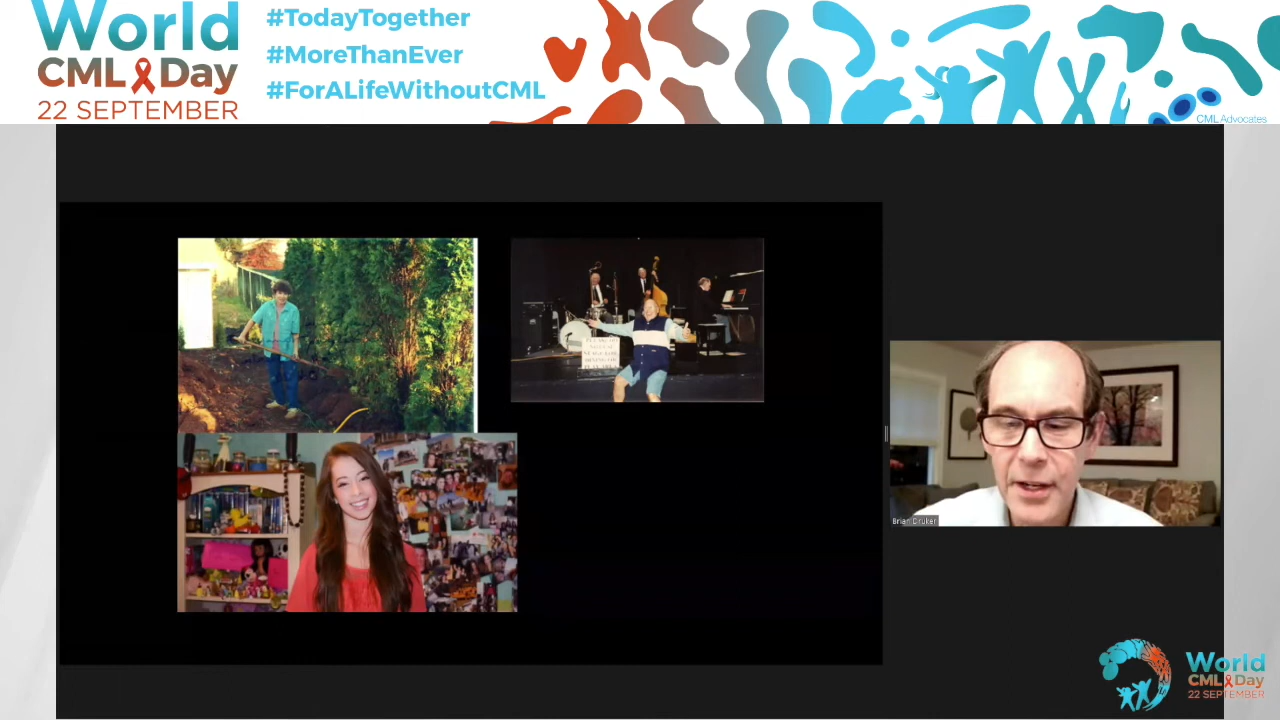 World
CML Day
22 SEPTEMBER
#TodayTogether
#MoreThanEver
#ForALifeWithoutCML
CML Advocates
Brian Druker
World
CML Day
22 SEPTEMBER